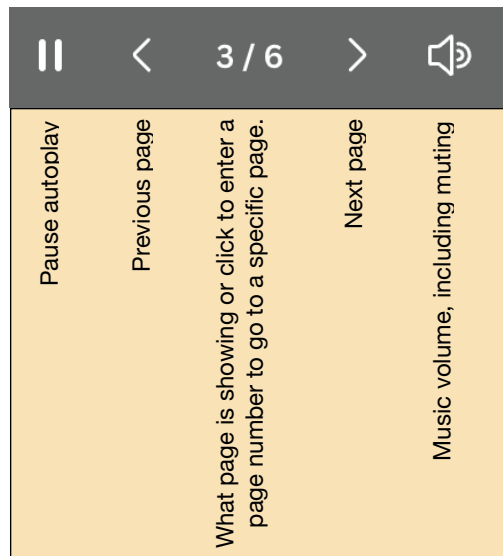 3 / 6
Pause autoplay
Previous page
What page is showing or click to enter a
page number to go to a specific page.
Next page
Music volume, including muting